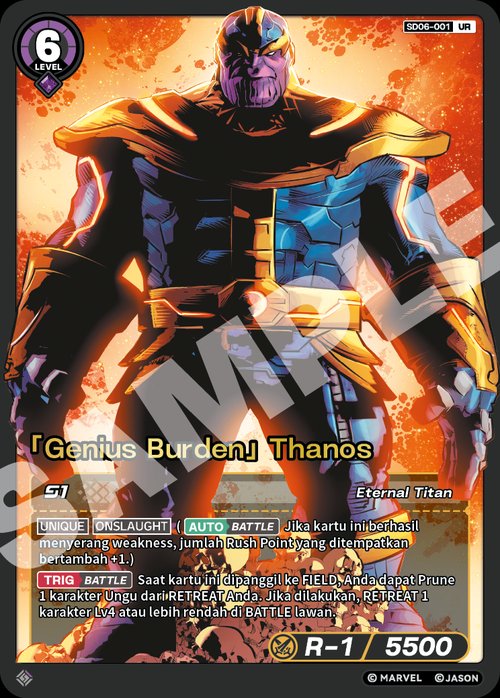 SD06-001 UR
6
LEVEL
SAMPLE
「Genius Burden」 Thanos
S1
Eternal Titan
UNIQUE ONSLAUGHT ( AUTO BATTLE Jika kartu ini berhasil
menyerang weakness, jumlah Rush Point yang ditempatkan
bertambah +1.)
TRIG BATTLE Saat kartu ini dipanggil ke FIELD, Anda dapat Prune
1 karakter Ungu dari RETREAT Anda. Jika dilakukan, RETREAT 1
karakter Lv4 atau lebih rendah di BATTLE lawan.
R-1 / 5500
© MARVEL © JASON